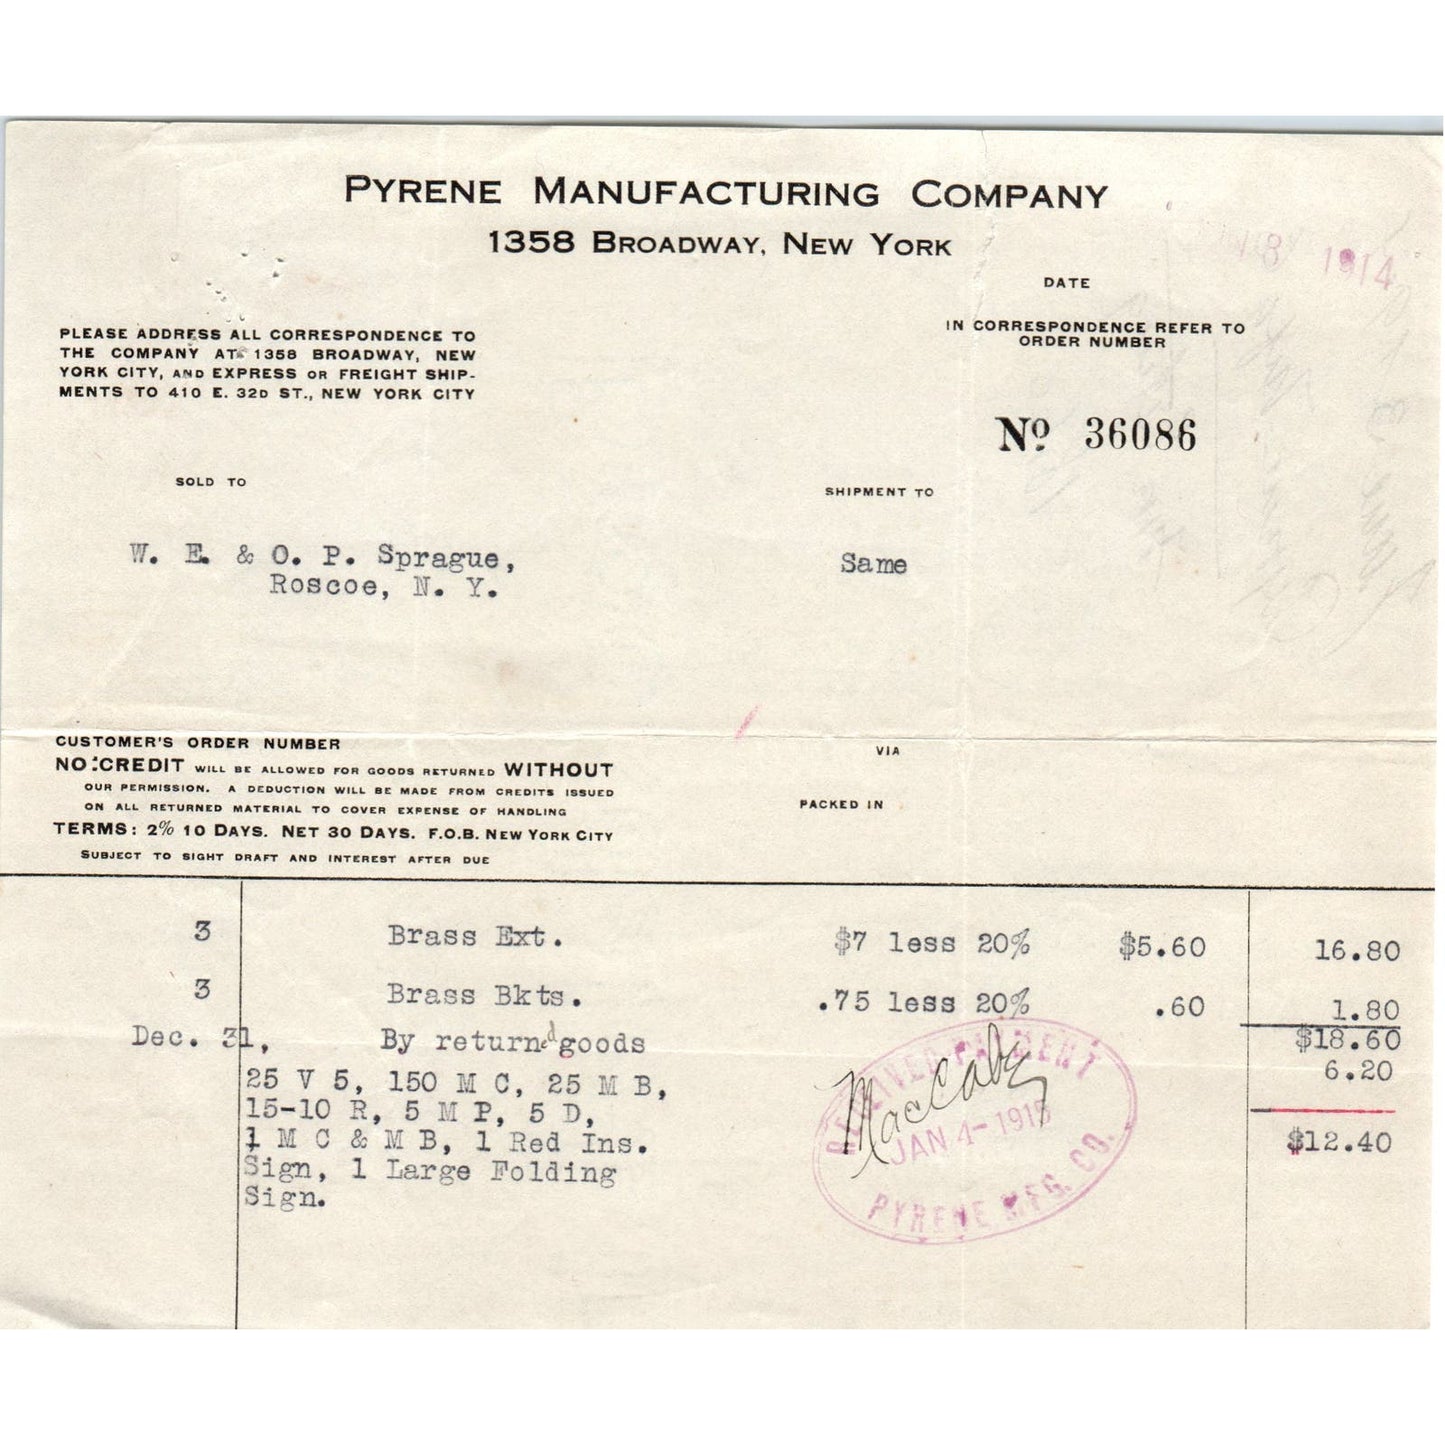 PYRENE MANUFACTURING COMPANY
1358 BROADWAY, NEW YORK
8 1914
DATE
PLEASE ADDRESS ALL CORRESPONDENCE TO
THE COMPANY AT 1358 BROADWAY, NEW
YORK CITY, AND EXPRESS OR FREIGHT SHIP-
MENTS TO 410 E. 32D ST., NEW YORK CITY
IN CORRESPONDENCE REFER TO
ORDER NUMBER
Nº 36086
SOLD TO
SHIPMENT TO
W. E. & O. P. Sprague,
Roscoe, N. Y.
Same
CUSTOMER'S ORDER NUMBER
VIA
NO CREDIT WILL BE ALLOWED FOR GOODS RETURNED WITHOUT
OUR PERMISSION. A DEDUCTION WILL BE MADE FROM CREDITS ISSUED
ON ALL RETURNED MATERIAL TO COVER EXPENSE OF HANDLING
PACKED IN
TERMS: 2% 10 DAYS. NET 30 DAYS. F.O.B. NEW YORK CITY
SUBJECT TO SIGHT DRAFT AND INTEREST AFTER DUE
3 Brass Ext. $7 less 20% $5.60 16.80
3 Brass Bkts. .75 less 20% .60 1.80
$18.60
Dec. 31, By returned goods 6.20
25 V 5, 150 M C, 25 M B,
15-10 R, 5 M P, 5 D,
1 M C & M B, 1 Red Ins.
Sign, 1 Large Folding
Sign.
$12.40
RECEIVED PAYMENT
MacCaby
JAN 4- 191
PYRENE MFG. CO.